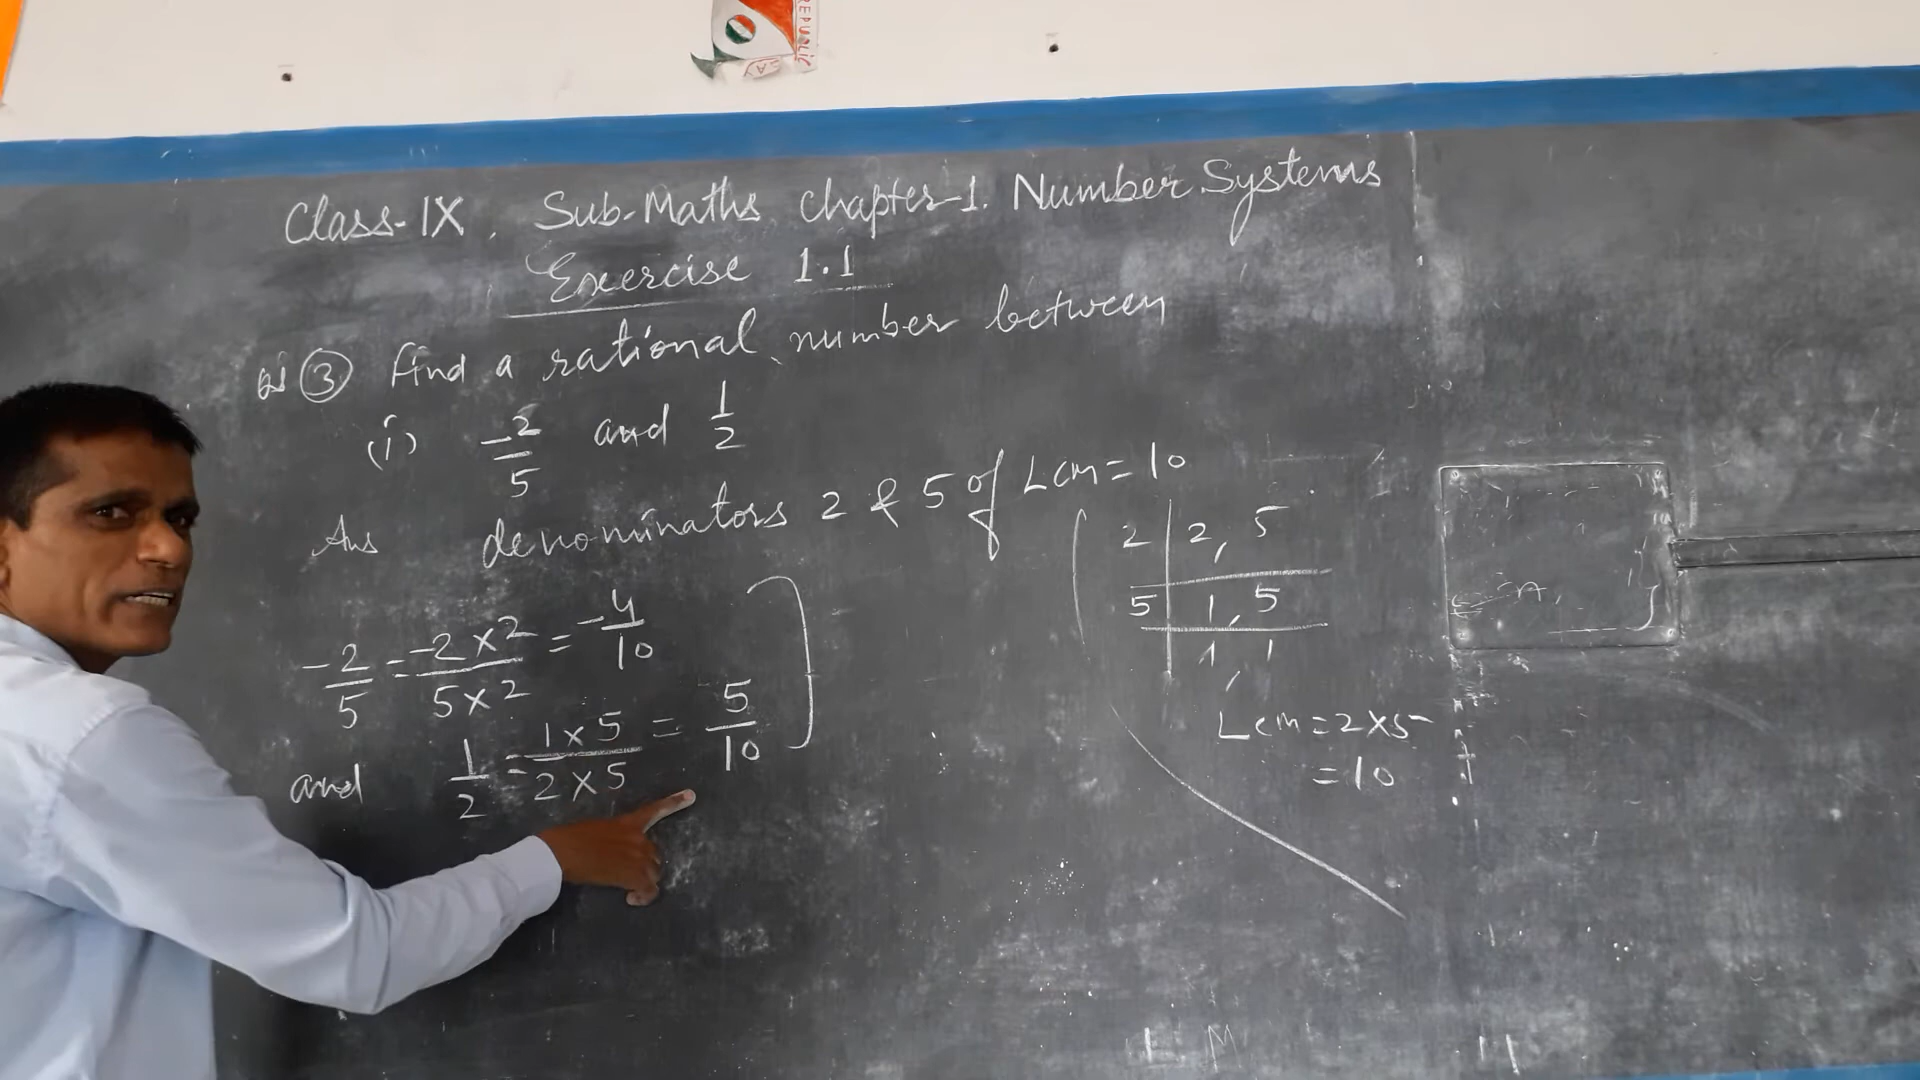 REPUBLIC
Class-IX, Sub-Maths, Chapter-1. Number Systems
Exercise 1.1
③ Find a rational number between
(i) -2/5 and 1/2
Ans denominators 2 & 5 of Lcm = 10
2 | 2, 5
5 | 1, 5
1, 1
Lcm = 2 x 5
= 10
-2/5 = -2 x 2 / 5 x 2 = -4/10
and 1/2 = 1 x 5 / 2 x 5 = 5/10